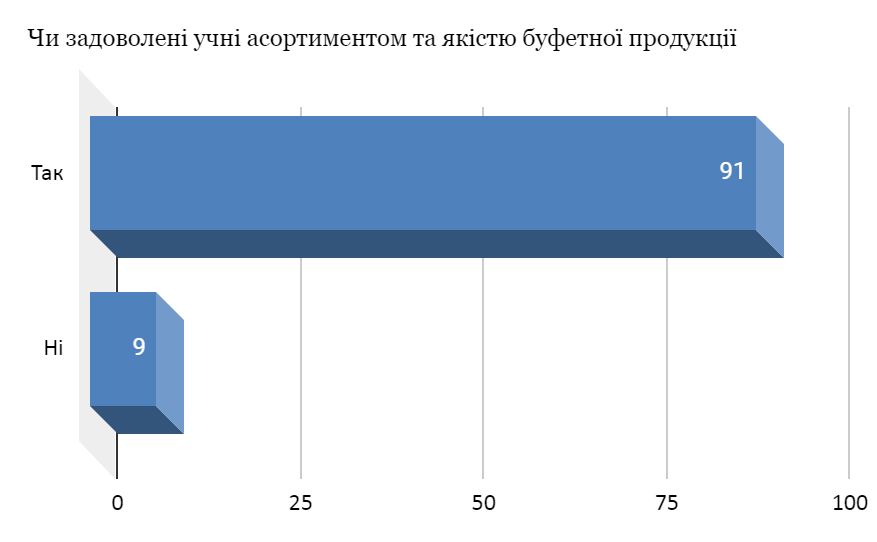 Чи задоволені учні асортиментом та якістю буфетної продукції
Так
91
Ні
9
0 25 50 75 100